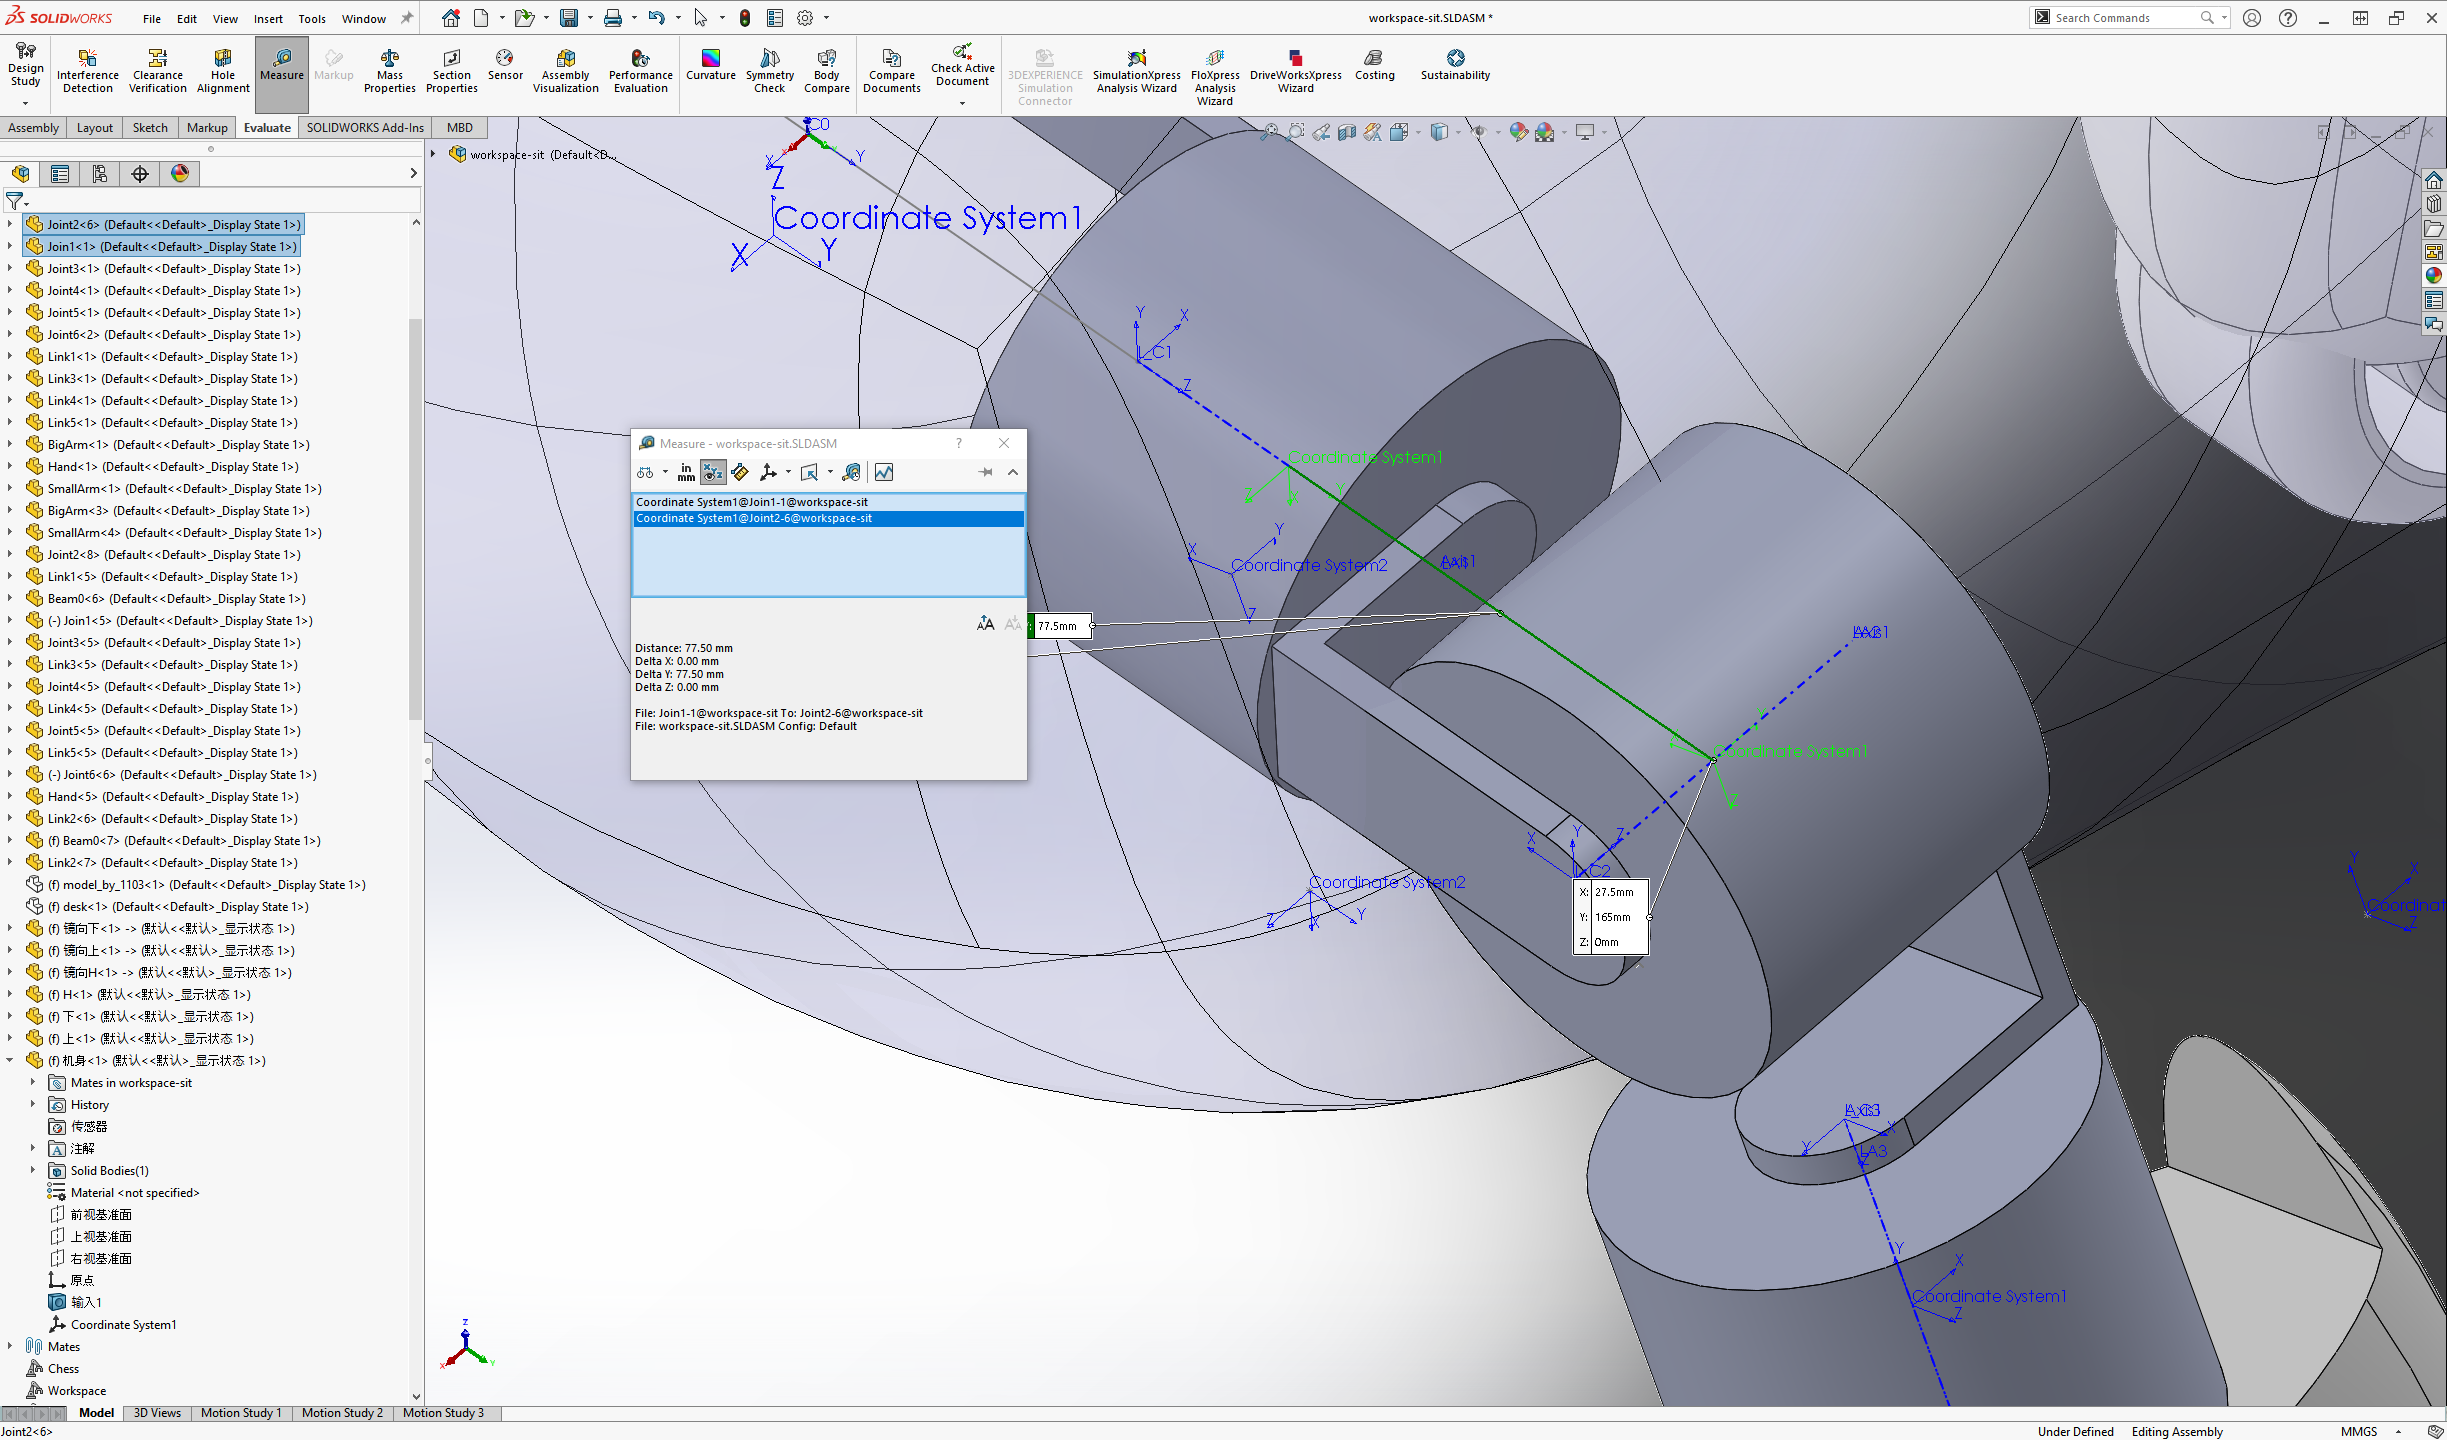 SOLIDWORKS
File
Edit
View
Insert
Tools
Window
workspace-sit.SLDASM *
Search Commands
Design Study
Interference Detection
Clearance Verification
Hole Alignment
Measure
Markup
Mass Properties
Section Properties
Sensor
Assembly Visualization
Performance Evaluation
Curvature
Symmetry Check
Body Compare
Compare Documents
Check Active Document
3DEXPERIENCE Simulation Connector
SimulationXpress Analysis Wizard
FloXpress Analysis Wizard
DriveWorksXpress Wizard
Costing
Sustainability
Assembly
Layout
Sketch
Markup
Evaluate
SOLIDWORKS Add-Ins
MBD
workspace-sit (Default<D...
Joint2<6> (Default<<Default>_Display State 1>)
Join1<1> (Default<<Default>_Display State 1>)
Joint3<1> (Default<<Default>_Display State 1>)
Joint4<1> (Default<<Default>_Display State 1>)
Joint5<1> (Default<<Default>_Display State 1>)
Joint6<2> (Default<<Default>_Display State 1>)
Link1<1> (Default<<Default>_Display State 1>)
Link3<1> (Default<<Default>_Display State 1>)
Link4<1> (Default<<Default>_Display State 1>)
Link5<1> (Default<<Default>_Display State 1>)
BigArm<1> (Default<<Default>_Display State 1>)
Hand<1> (Default<<Default>_Display State 1>)
SmallArm<1> (Default<<Default>_Display State 1>)
BigArm<3> (Default<<Default>_Display State 1>)
SmallArm<4> (Default<<Default>_Display State 1>)
Joint2<8> (Default<<Default>_Display State 1>)
Link1<5> (Default<<Default>_Display State 1>)
Beam0<6> (Default<<Default>_Display State 1>)
(-) Join1<5> (Default<<Default>_Display State 1>)
Joint3<5> (Default<<Default>_Display State 1>)
Link3<5> (Default<<Default>_Display State 1>)
Joint4<5> (Default<<Default>_Display State 1>)
Link4<5> (Default<<Default>_Display State 1>)
Joint5<5> (Default<<Default>_Display State 1>)
Link5<5> (Default<<Default>_Display State 1>)
(-) Joint6<6> (Default<<Default>_Display State 1>)
Hand<5> (Default<<Default>_Display State 1>)
Link2<6> (Default<<Default>_Display State 1>)
(f) Beam0<7> (Default<<Default>_Display State 1>)
Link2<7> (Default<<Default>_Display State 1>)
(f) model_by_1103<1> (Default<<Default>_Display State 1>)
(f) desk<1> (Default<<Default>_Display State 1>)
(f) 镜向下<1> -> (默认<<默认>_显示状态 1>)
(f) 镜向上<1> -> (默认<<默认>_显示状态 1>)
(f) 镜向H<1> -> (默认<<默认>_显示状态 1>)
(f) H<1> (默认<<默认>_显示状态 1>)
(f) 下<1> (默认<<默认>_显示状态 1>)
(f) 上<1> (默认<<默认>_显示状态 1>)
(f) 机身<1> (默认<<默认>_显示状态 1>)
Mates in workspace-sit
History
传感器
注解
Solid Bodies(1)
Material <not specified>
前视基准面
上视基准面
右视基准面
原点
输入1
Coordinate System1
Mates
Chess
Workspace
C0
X
Y
Z
Coordinate System1
X
Y
Y
X
L_C1
Z
Coordinate System1
Y
X
Coordinate System2
Z
Axis1
Coordinate System1
Z
X
Y
Z
C2
Coordinate System2
Z
X
Y
Y
X
LA3
Y
X
Coordinate System1
Z
Y
X
Coordinat
Z
Measure - workspace-sit.SLDASM
?
in
mm
Coordinate System1@Join1-1@workspace-sit
Coordinate System1@Joint2-6@workspace-sit
Distance: 77.50 mm
Delta X: 0.00 mm
Delta Y: 77.50 mm
Delta Z: 0.00 mm
File: Join1-1@workspace-sit To: Joint2-6@workspace-sit
File: workspace-sit.SLDASM Config: Default
77.5mm
X: 27.5mm
Y: 165mm
Z: 0mm
Z
X
Y
Model
3D Views
Motion Study 1
Motion Study 2
Motion Study 3
Joint2<6>
Under Defined
Editing Assembly
MMGS